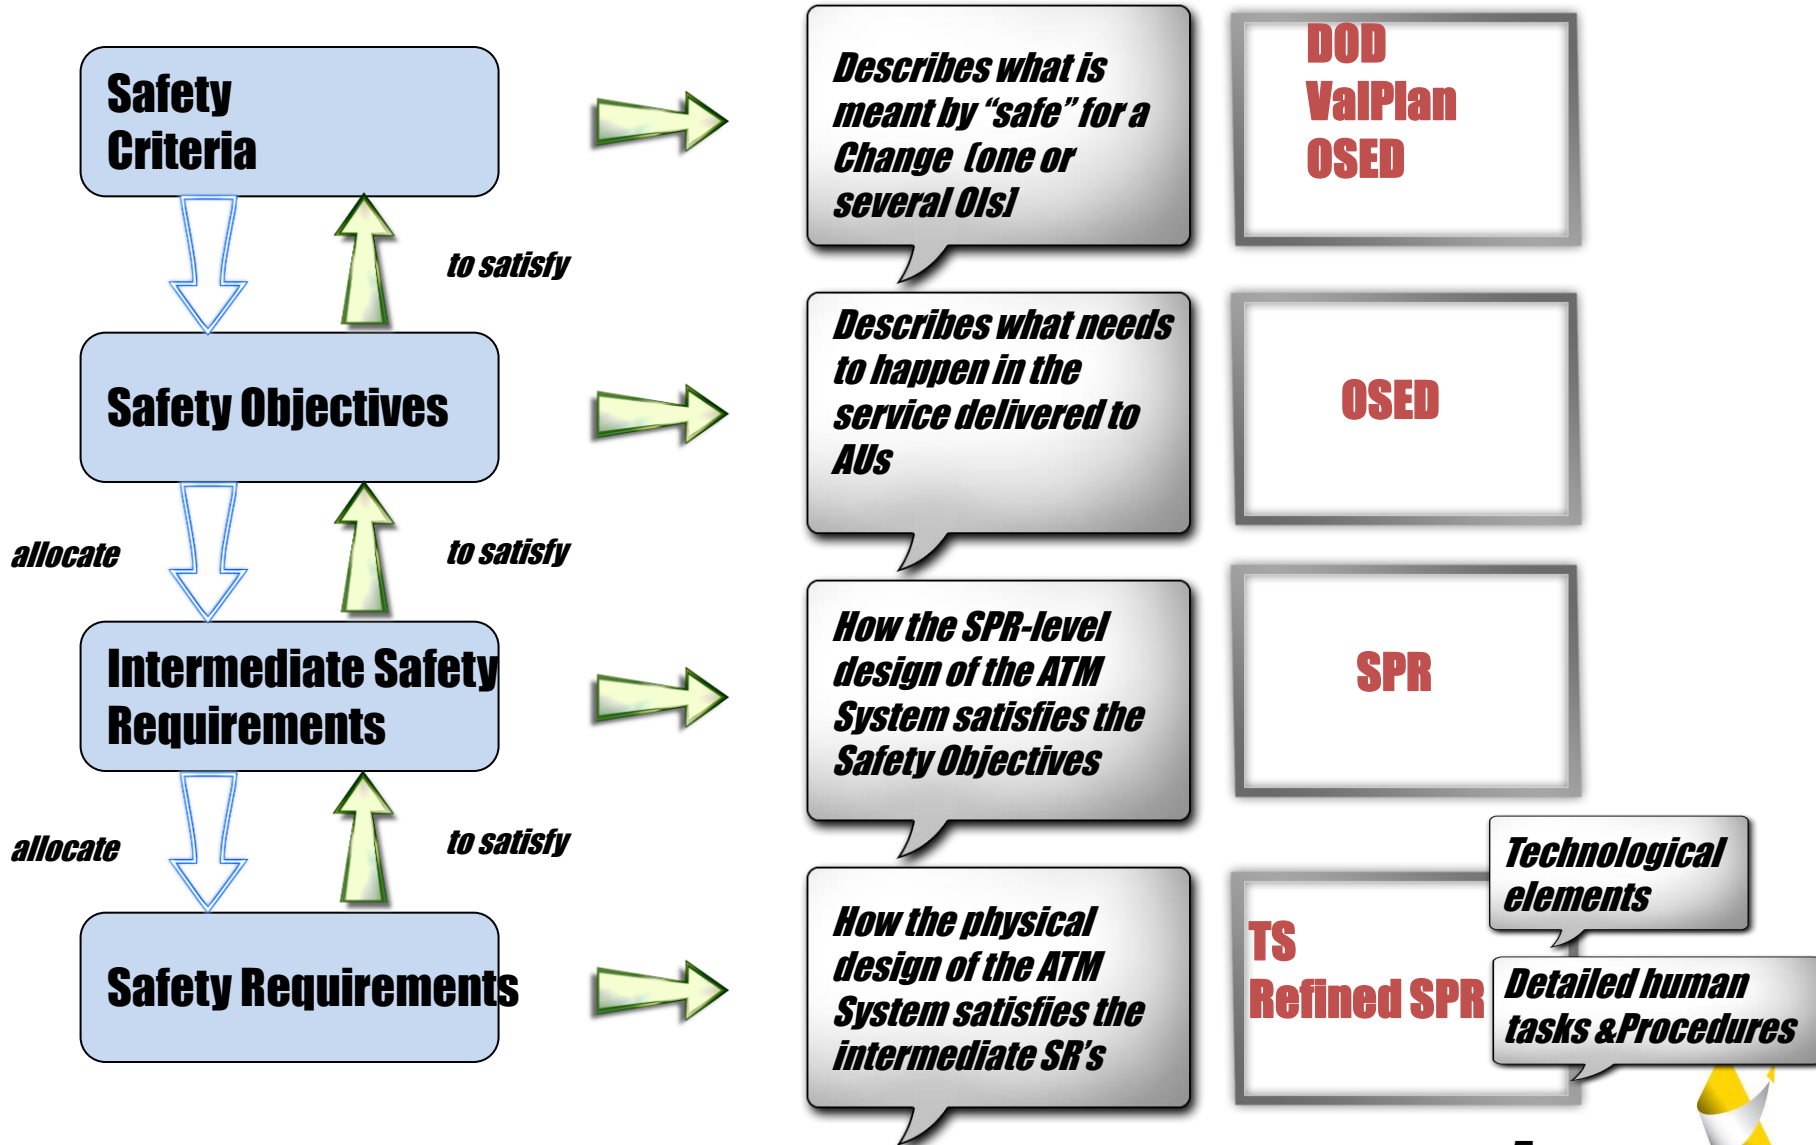 Safety
Criteria
Describes what is
meant by “safe” for a
Change (one or
several OIs]
DOD
ValPlan
OSED
to satisfy
Safety Objectives
Describes what needs
to happen in the
service delivered to
AUs
OSED
allocate
to satisfy
Intermediate Safety
Requirements
How the SPR-level
design of the ATM
System satisfies the
Safety Objectives
SPR
allocate
to satisfy
Safety Requirements
How the physical
design of the ATM
System satisfies the
intermediate SR’s
TS
Refined SPR
Technological
elements
Detailed human
tasks &Procedures